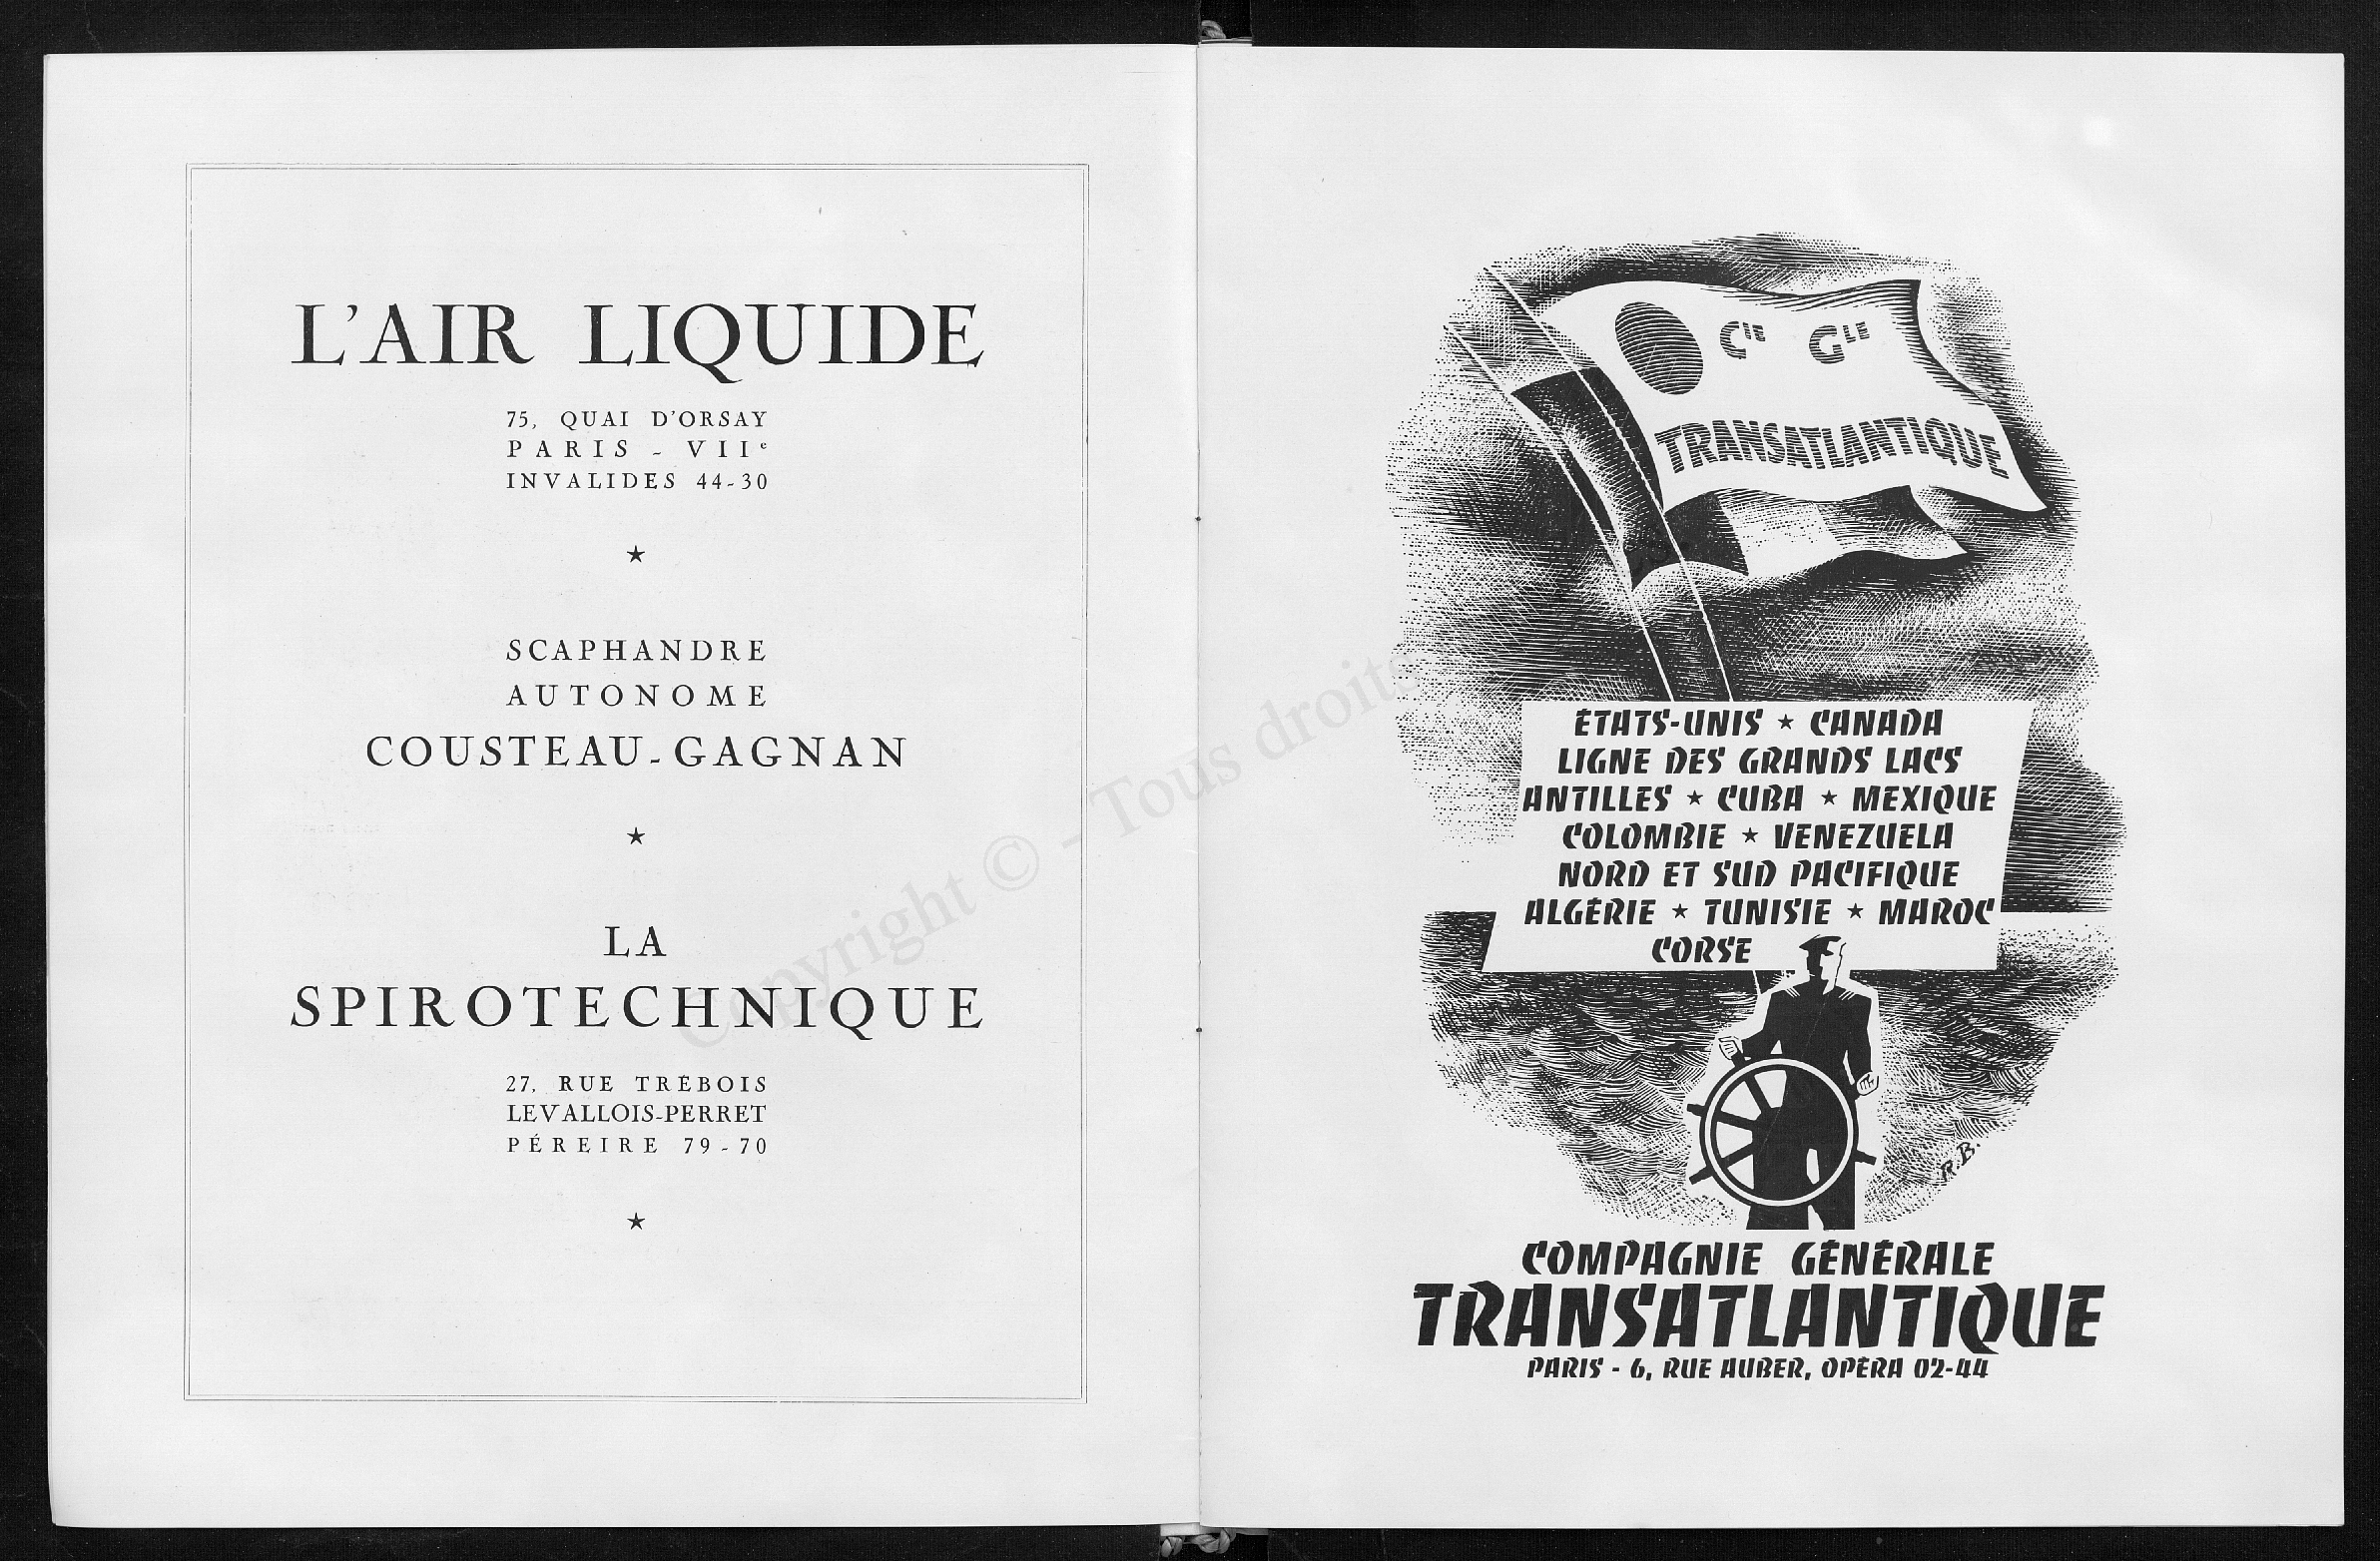 L'AIR LIQUIDE
75, QUAI D'ORSAY
PARIS - VIIe
INVALIDES 44-30
★
SCAPHANDRE
AUTONOME
COUSTEAU-GAGNAN
★
LA
SPIROTECHNIQUE
27, RUE TRÉBOIS
LEVALLOIS-PERRET
PÉREIRE 79-70
★
Copyright © - Tous droits
CIE GLE
TRANSATLANTIQUE
ÉTATS-UNIS ★ CANADA
LIGNE DES GRANDS LACS
ANTILLES ★ CUBA ★ MEXIQUE
COLOMBIE ★ VENEZUELA
NORD ET SUD PACIFIQUE
ALGÉRIE ★ TUNISIE ★ MAROC
CORSE
R.B.
COMPAGNIE GÉNÉRALE
TRANSATLANTIQUE
PARIS - 6, RUE AUBER, OPÉRA 02-44